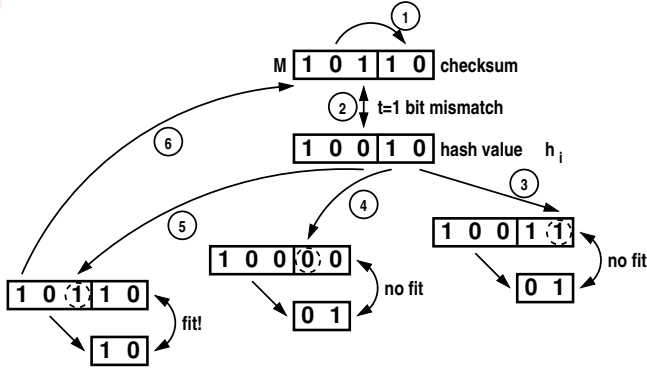 1
M 1 0 1 1 0 checksum
2 t=1 bit mismatch
1 0 0 1 0 hash value h i
6
3
4
5
1 0 0 1 1
1 0 0 0 0
no fit
0 1
1 0 1 1 0
no fit
0 1
fit!
1 0